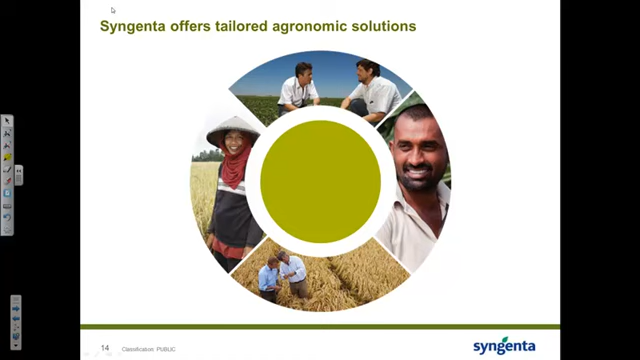 Syngenta offers tailored agronomic solutions
14
Classification: PUBLIC
syngenta